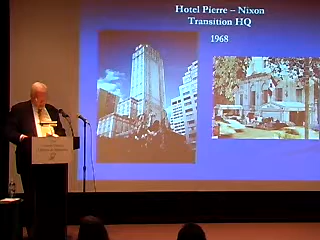 Hotel Pierre – Nixon
Transition HQ
1968